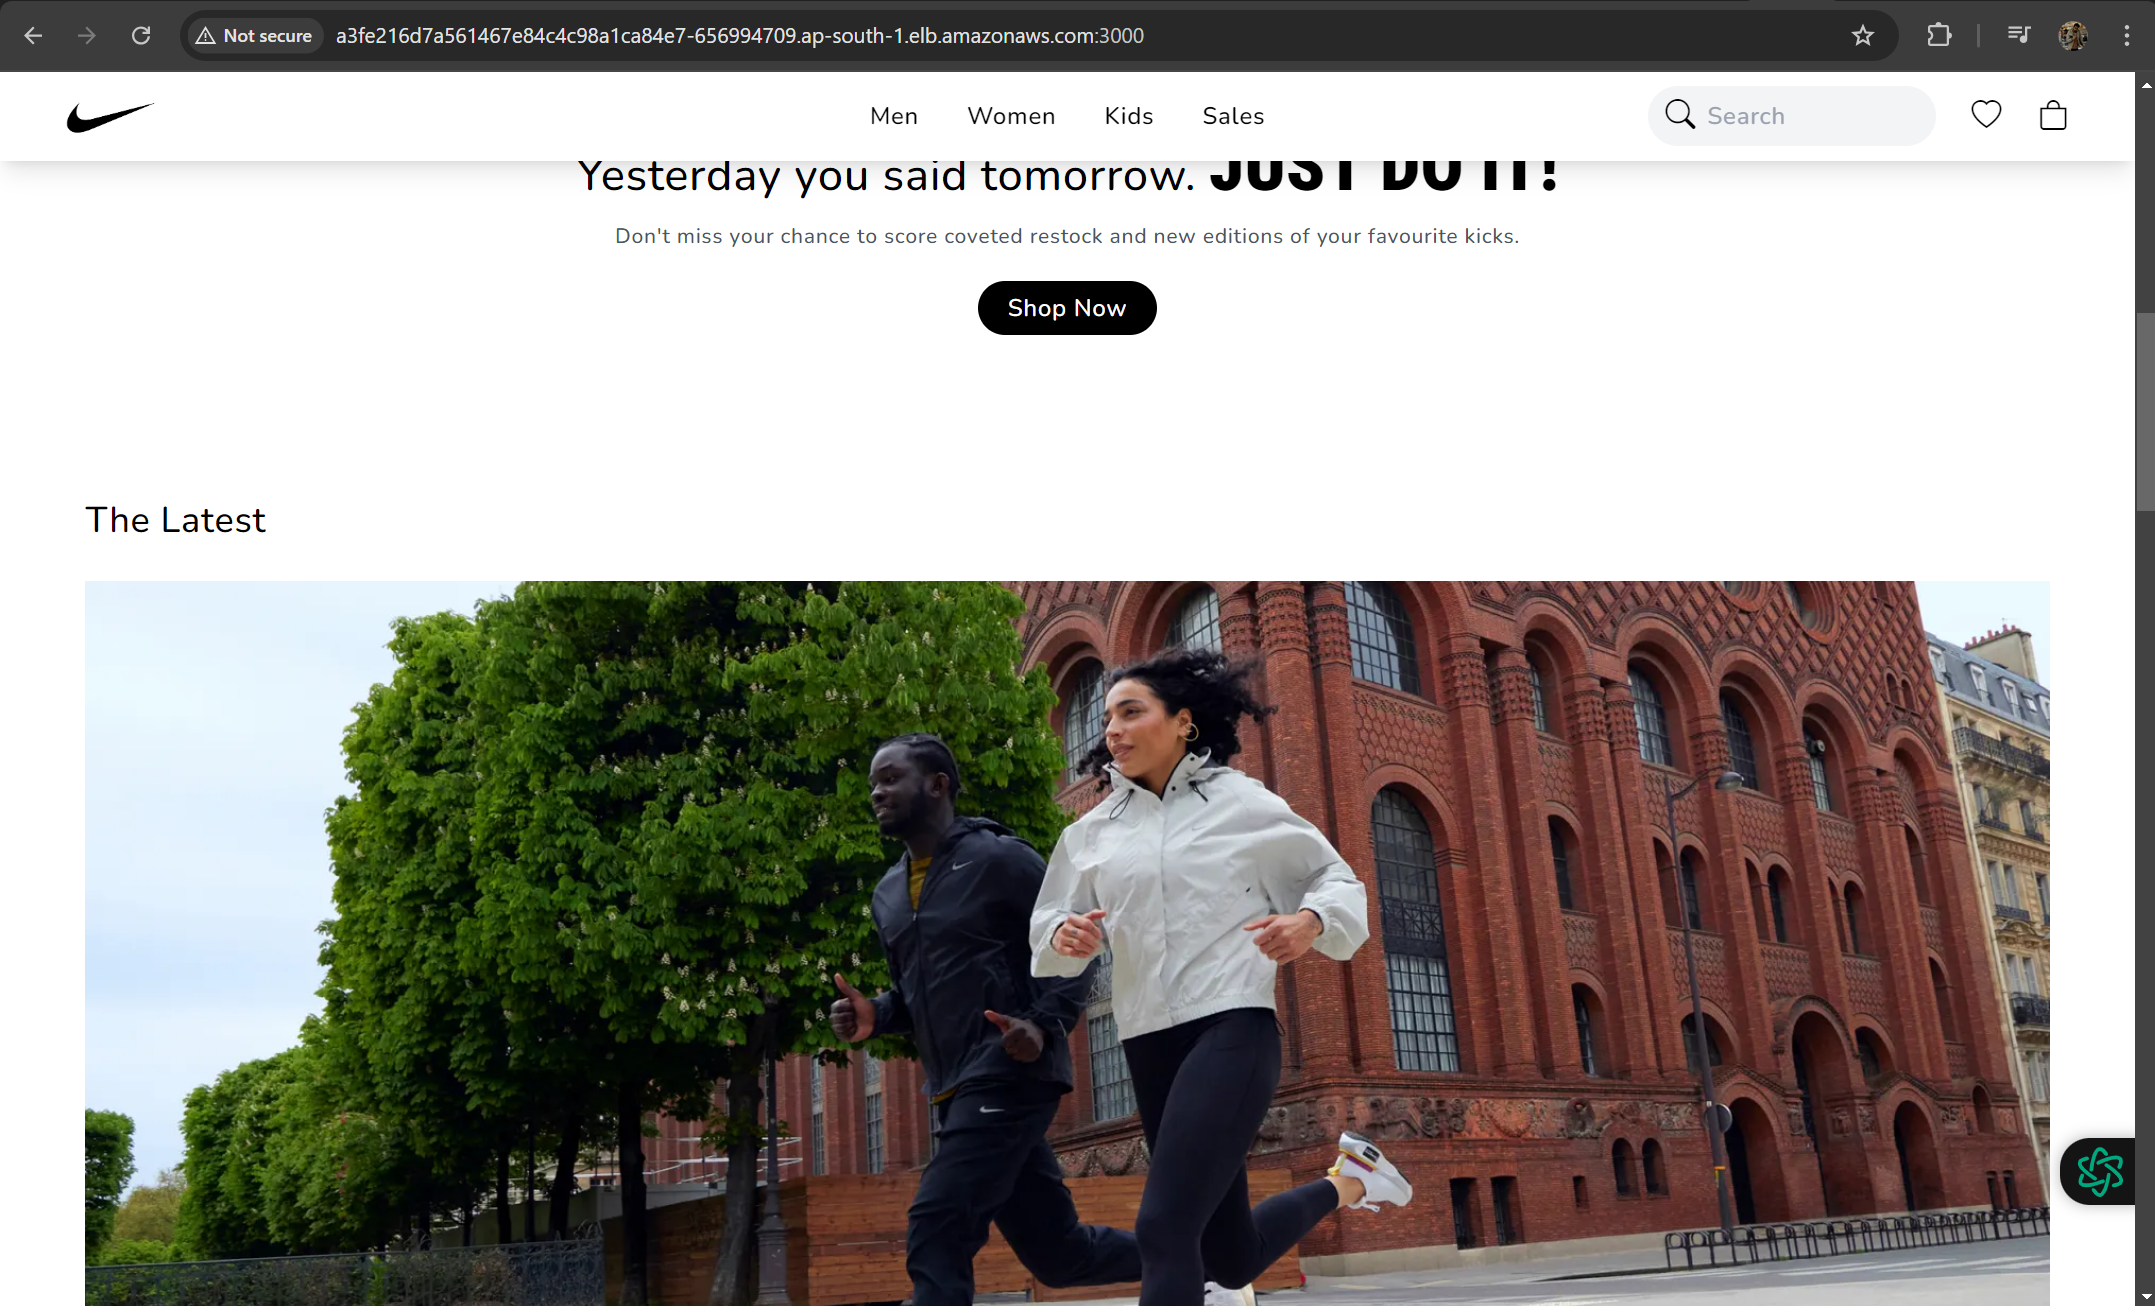 Not secure a3fe216d7a561467e84c4c98a1ca84e7-656994709.ap-south-1.elb.amazonaws.com:3000
Men Women Kids Sales Search
Yesterday you said tomorrow. JUST DO IT!
Don't miss your chance to score coveted restock and new editions of your favourite kicks.
Shop Now
The Latest